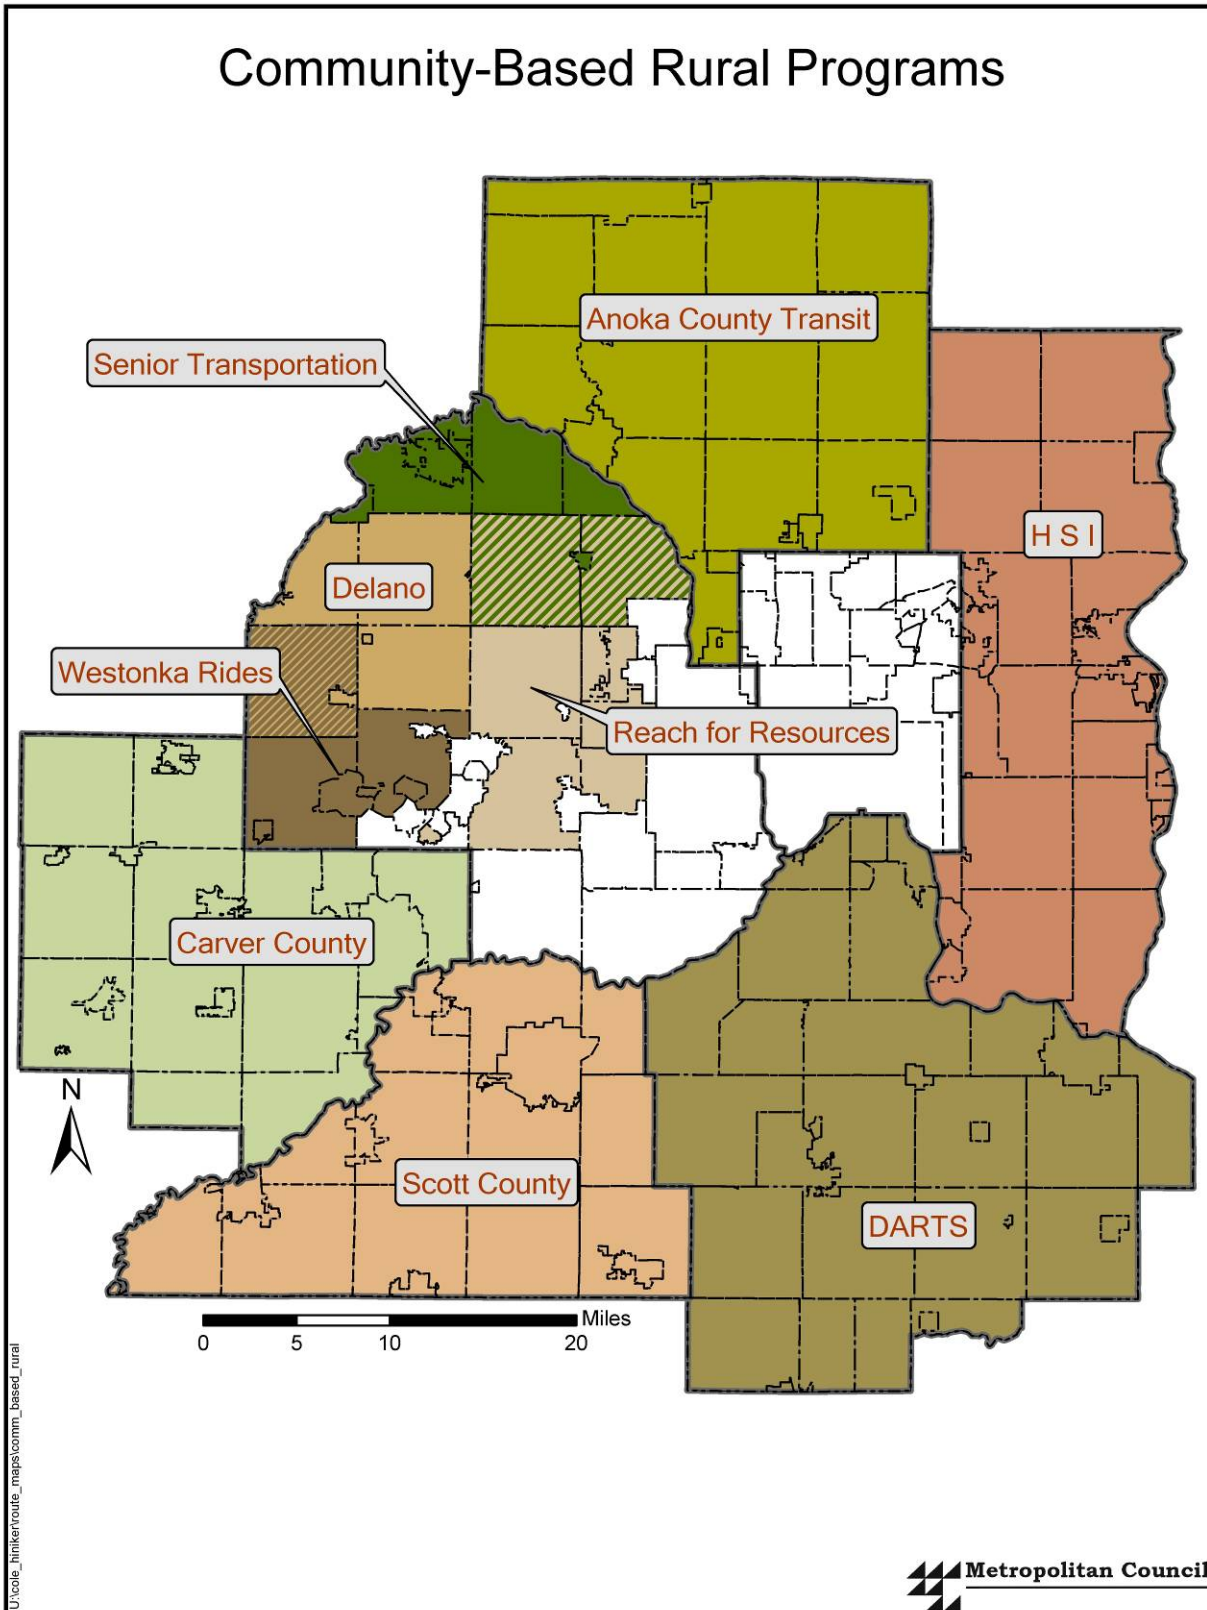 Community-Based Rural Programs
Anoka County Transit
Senior Transportation
H S I
Delano
Westonka Rides
Reach for Resources
Carver County
N
Scott County
DARTS
Miles
0 5 10 20
U:\cole_hiniker\route_maps\comm_based_rural
Metropolitan Council